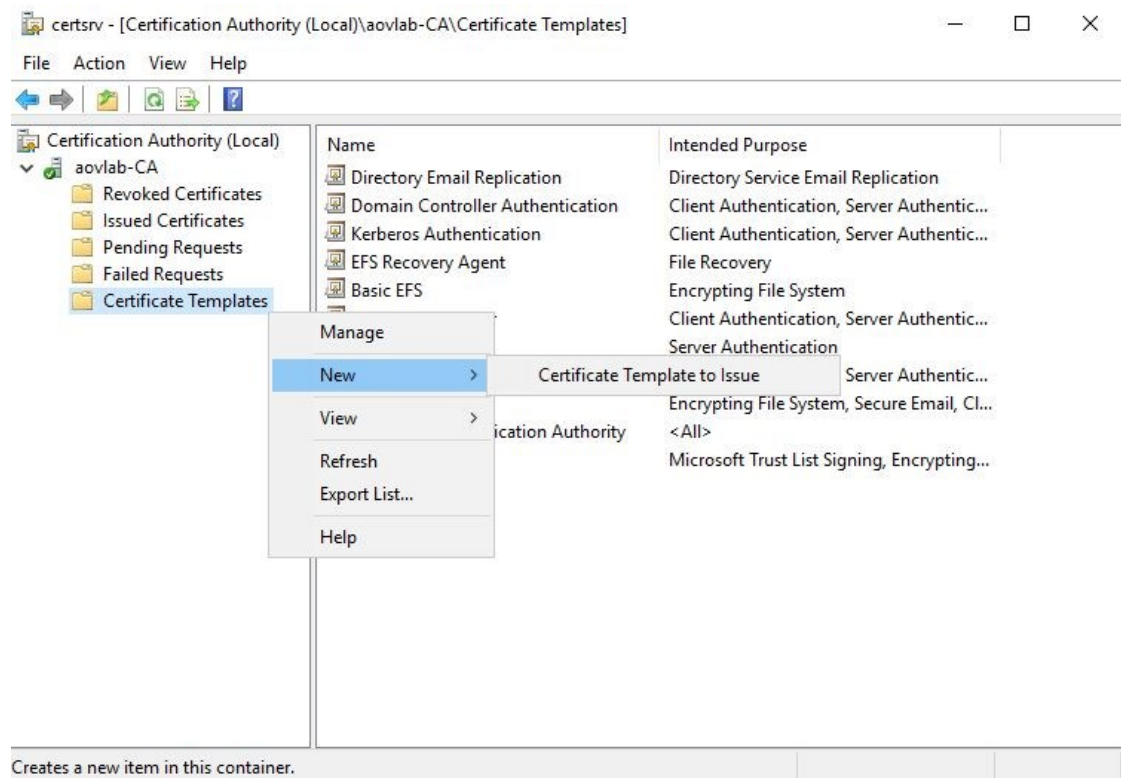 certsrv - [Certification Authority (Local)\aovlab-CA\Certificate Templates]
File Action View Help
Certification Authority (Local)
aovlab-CA
Revoked Certificates
Issued Certificates
Pending Requests
Failed Requests
Certificate Templates
Name Intended Purpose
Directory Email Replication Directory Service Email Replication
Domain Controller Authentication Client Authentication, Server Authentic...
Kerberos Authentication Client Authentication, Server Authentic...
EFS Recovery Agent File Recovery
Basic EFS Encrypting File System
Client Authentication, Server Authentic...
Server Authentication
Server Authentic...
Encrypting File System, Secure Email, Cl...
Authority <All>
Microsoft Trust List Signing, Encrypting...
Manage
New > Certificate Template to Issue
View >
Refresh
Export List...
Help
Creates a new item in this container.